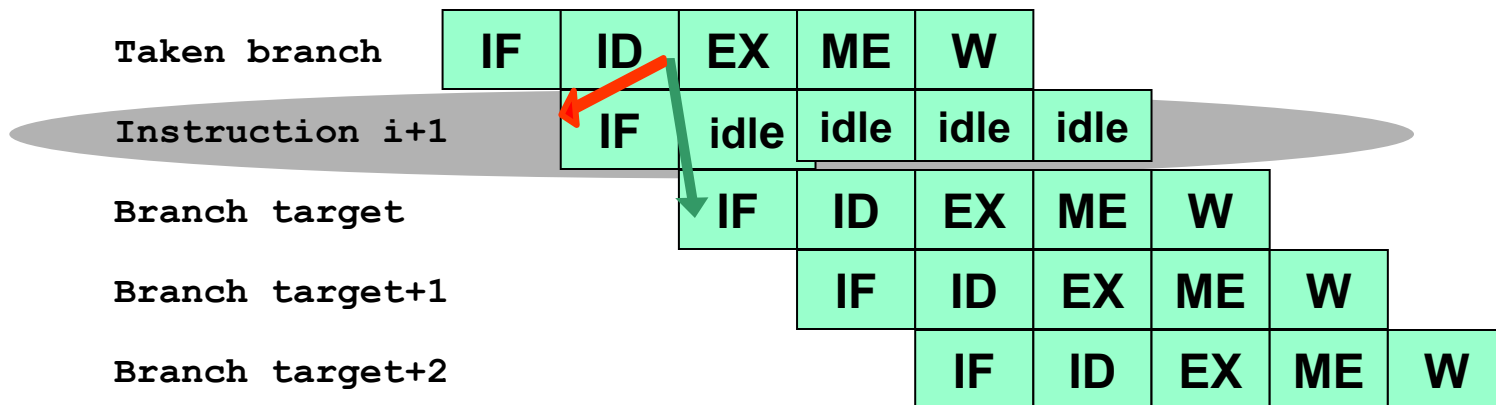 Taken branch IF ID EX ME W
Instruction i+1 IF idle idle idle idle
Branch target IF ID EX ME W
Branch target+1 IF ID EX ME W
Branch target+2 IF ID EX ME W